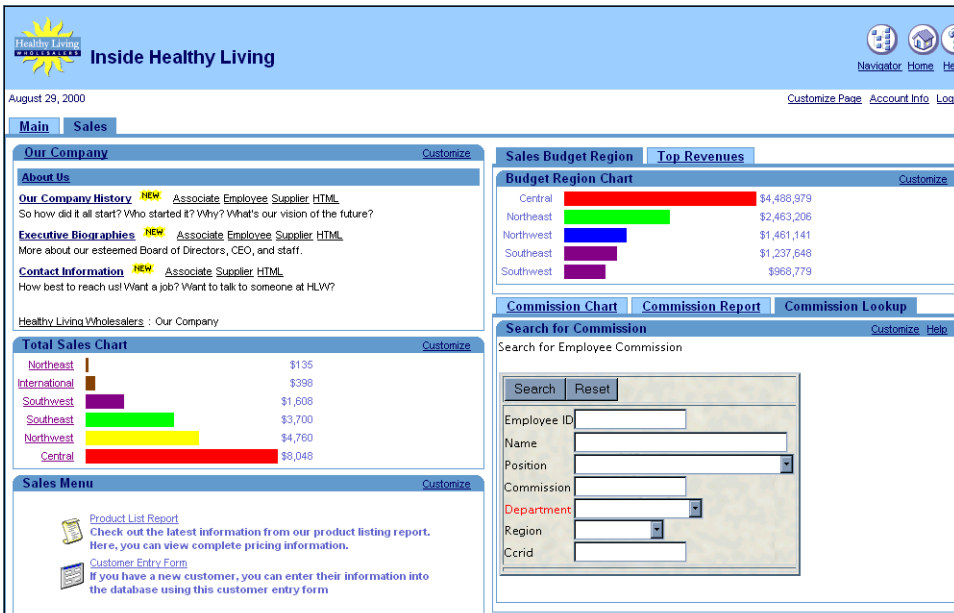 Healthy Living
WHOLESALERS
Inside Healthy Living
Navigator Home He
August 29, 2000
Customize Page Account Info Log
Main Sales
Our Company Customize
About Us
Our Company History NEW Associate Employee Supplier HTML
So how did it all start? Who started it? Why? What's our vision of the future?
Executive Biographies NEW Associate Employee Supplier HTML
More about our esteemed Board of Directors, CEO, and staff.
Contact Information NEW Associate Supplier HTML
How best to reach us! Want a job? Want to talk to someone at HLW?
Healthy Living Wholesalers : Our Company
Total Sales Chart Customize
Northeast $135
International $398
Southwest $1,608
Southeast $3,700
Northwest $4,760
Central $8,048
Sales Menu Customize
Product List Report
Check out the latest information from our product listing report.
Here, you can view complete pricing information.
Customer Entry Form
If you have a new customer, you can enter their information into
the database using this customer entry form
Sales Budget Region Top Revenues
Budget Region Chart Customize
Central $4,488,979
Northeast $2,463,206
Northwest $1,461,141
Southeast $1,237,648
Southwest $968,779
Commission Chart Commission Report Commission Lookup
Search for Commission Customize Help
Search for Employee Commission
Search Reset
Employee ID
Name
Position
Commission
Department
Region
Ccrid